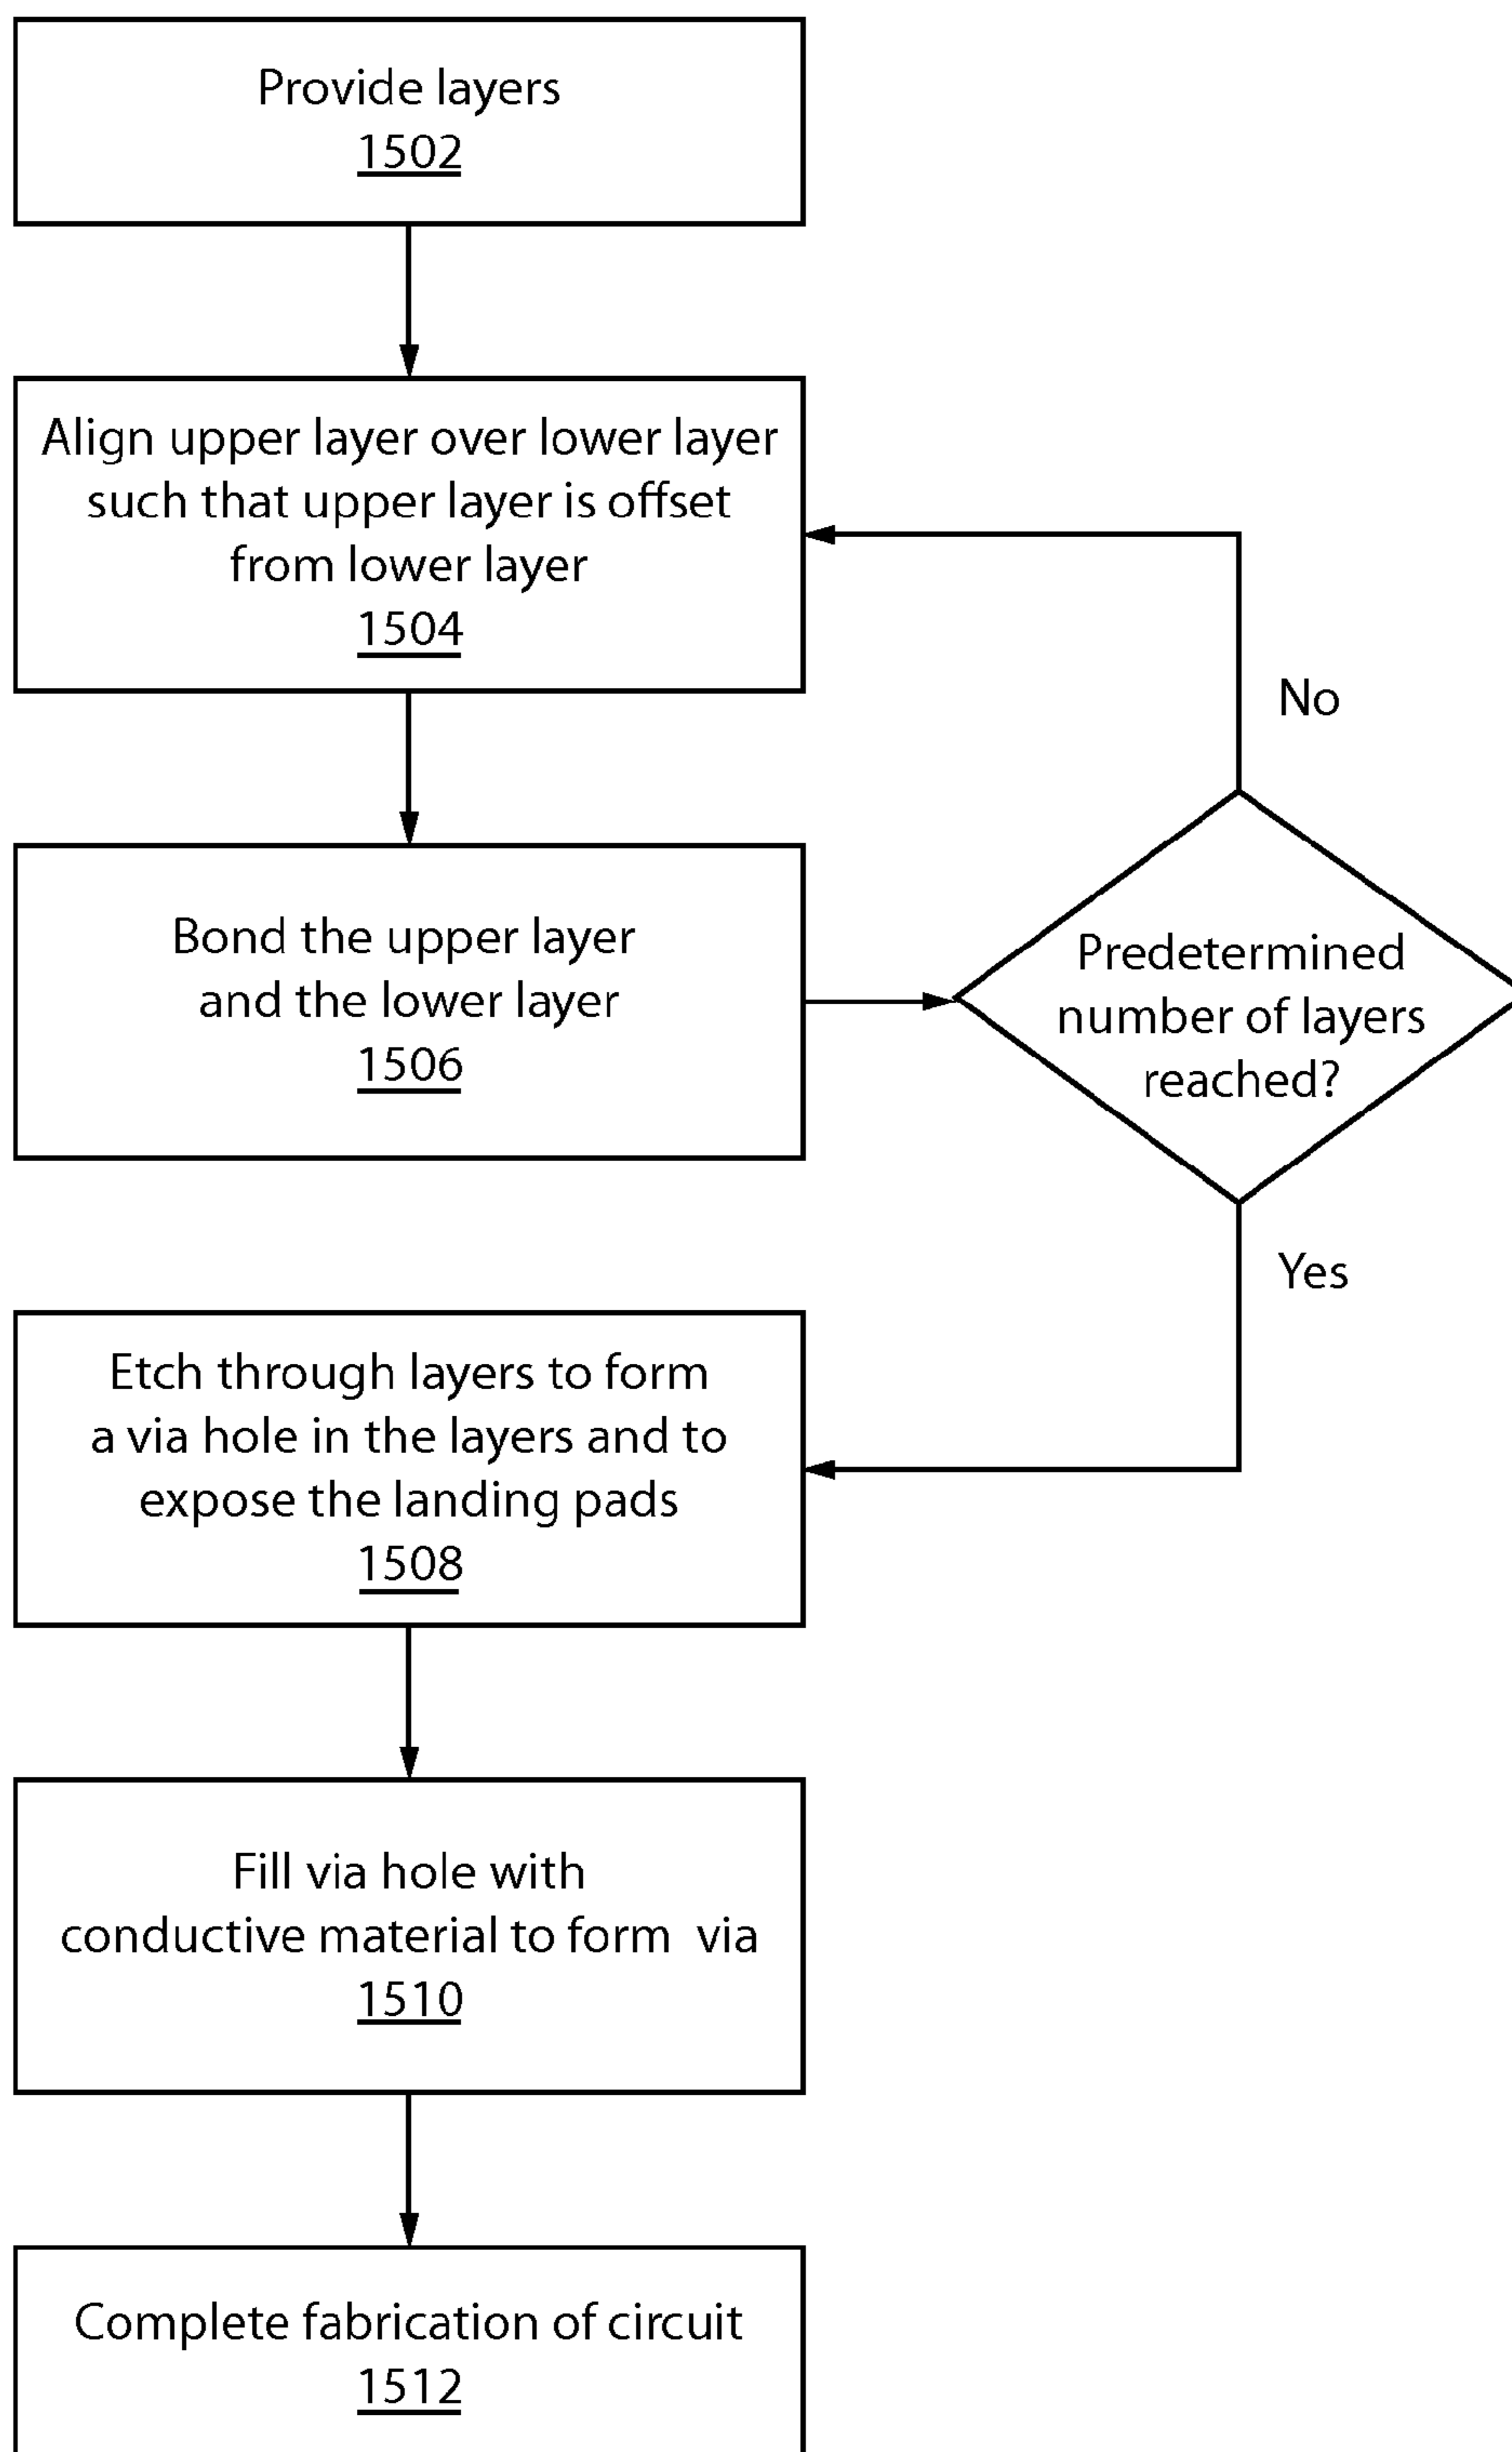 Provide layers
1502
Align upper layer over lower layer
such that upper layer is offset
from lower layer
1504
No
Bond the upper layer
and the lower layer
1506
Predetermined
number of layers
reached?
Yes
Etch through layers to form
a via hole in the layers and to
expose the landing pads
1508
Fill via hole with
conductive material to form via
1510
Complete fabrication of circuit
1512